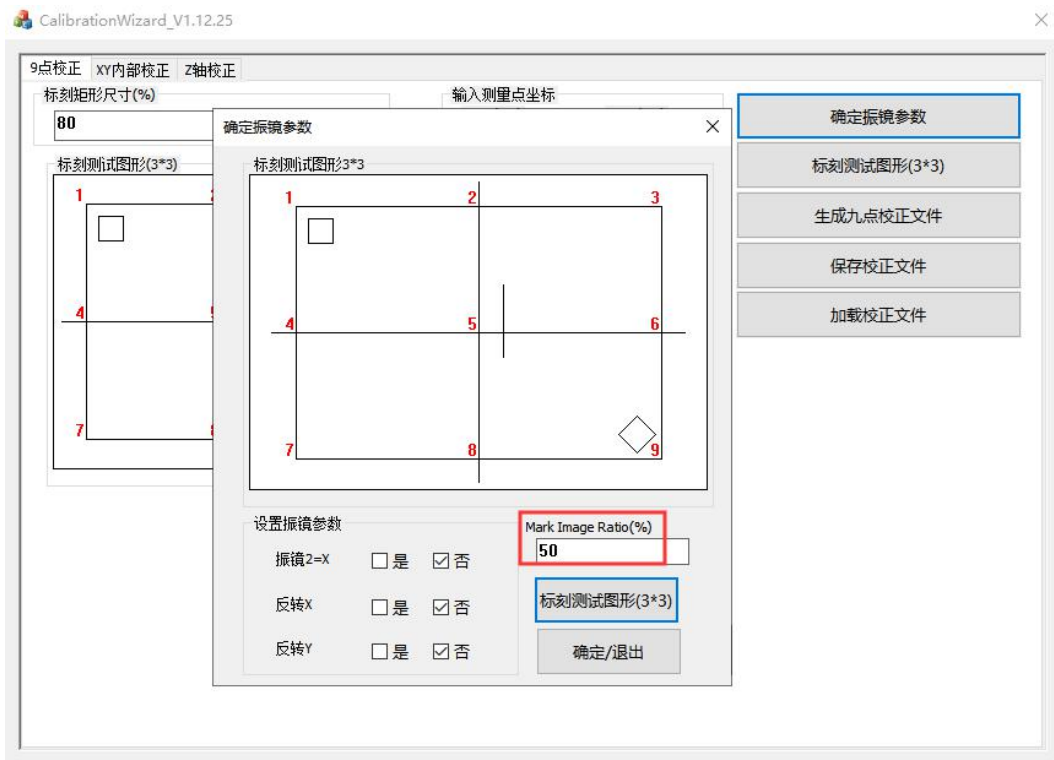 CalibrationWizard_V1.12.25
9点校正 XY内部校正 Z轴校正
标刻矩形尺寸(%)
80
输入测量点坐标
标刻测试图形(3*3)
1
4
7
确定振镜参数
标刻测试图形3*3
1 2 3
4 5 6
7 8 9
设置振镜参数
振镜2=X 是 否
反转X 是 否
反转Y 是 否
Mark Image Ratio(%)
50
标刻测试图形(3*3)
确定/退出
确定振镜参数
标刻测试图形(3*3)
生成九点校正文件
保存校正文件
加载校正文件